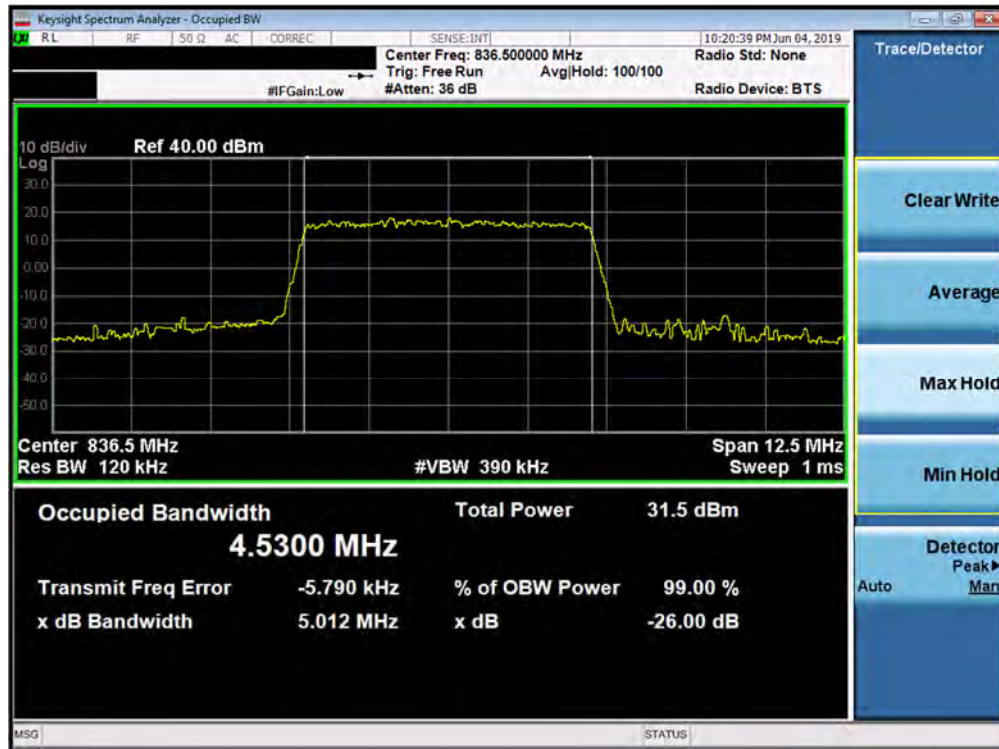 Keysight Spectrum Analyzer - Occupied BW
LXI RL RF 50 Ω AC CORREC SENSE:INT 10:20:39 PM Jun 04, 2019
Center Freq: 836.500000 MHz Radio Std: None
Trig: Free Run Avg|Hold: 100/100
#IFGain:Low #Atten: 36 dB Radio Device: BTS
10 dB/div Ref 40.00 dBm
Log
30.0
20.0
10.0
0.00
-10.0
-20.0
-30.0
-40.0
-50.0
Center 836.5 MHz Span 12.5 MHz
Res BW 120 kHz #VBW 390 kHz Sweep 1 ms
Occupied Bandwidth Total Power 31.5 dBm
4.5300 MHz
Transmit Freq Error -5.790 kHz % of OBW Power 99.00 %
x dB Bandwidth 5.012 MHz x dB -26.00 dB
MSG STATUS
Trace/Detector
Clear Write
Average
Max Hold
Min Hold
Detector
Peak▶
Auto Man